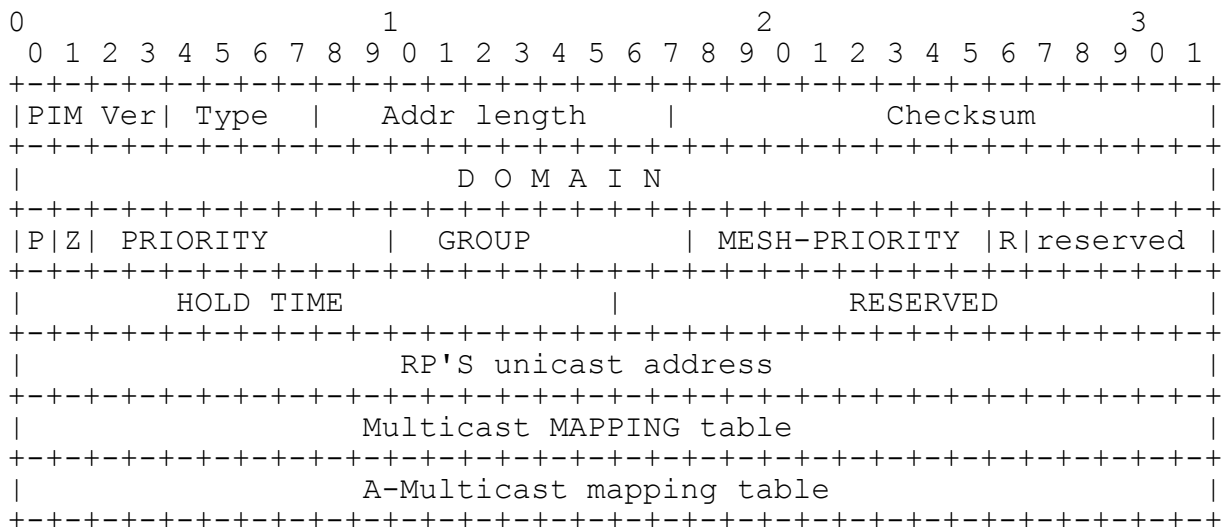 0                   1                   2                   3
 0 1 2 3 4 5 6 7 8 9 0 1 2 3 4 5 6 7 8 9 0 1 2 3 4 5 6 7 8 9 0 1
+-+-+-+-+-+-+-+-+-+-+-+-+-+-+-+-+-+-+-+-+-+-+-+-+-+-+-+-+-+-+-+-+
|PIM Ver| Type  |   Addr length    |           Checksum         |
+-+-+-+-+-+-+-+-+-+-+-+-+-+-+-+-+-+-+-+-+-+-+-+-+-+-+-+-+-+-+-+-+
|                       D O M A I N                             |
+-+-+-+-+-+-+-+-+-+-+-+-+-+-+-+-+-+-+-+-+-+-+-+-+-+-+-+-+-+-+-+-+
|P|Z| PRIORITY      |  GROUP        | MESH-PRIORITY |R|reserved |
+-+-+-+-+-+-+-+-+-+-+-+-+-+-+-+-+-+-+-+-+-+-+-+-+-+-+-+-+-+-+-+-+
|        HOLD TIME              |            RESERVED           |
+-+-+-+-+-+-+-+-+-+-+-+-+-+-+-+-+-+-+-+-+-+-+-+-+-+-+-+-+-+-+-+-+
|                    RP'S unicast address                       |
+-+-+-+-+-+-+-+-+-+-+-+-+-+-+-+-+-+-+-+-+-+-+-+-+-+-+-+-+-+-+-+-+
|                  Multicast MAPPING table                      |
+-+-+-+-+-+-+-+-+-+-+-+-+-+-+-+-+-+-+-+-+-+-+-+-+-+-+-+-+-+-+-+-+
|                  A-Multicast mapping table                    |
+-+-+-+-+-+-+-+-+-+-+-+-+-+-+-+-+-+-+-+-+-+-+-+-+-+-+-+-+-+-+-+-+